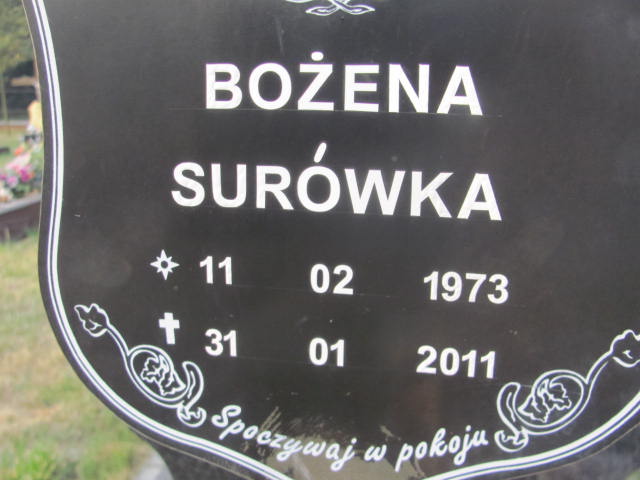 BOŻENA
SURÓWKA
11 02 1973
31 01 2011
Spoczywaj w pokoju